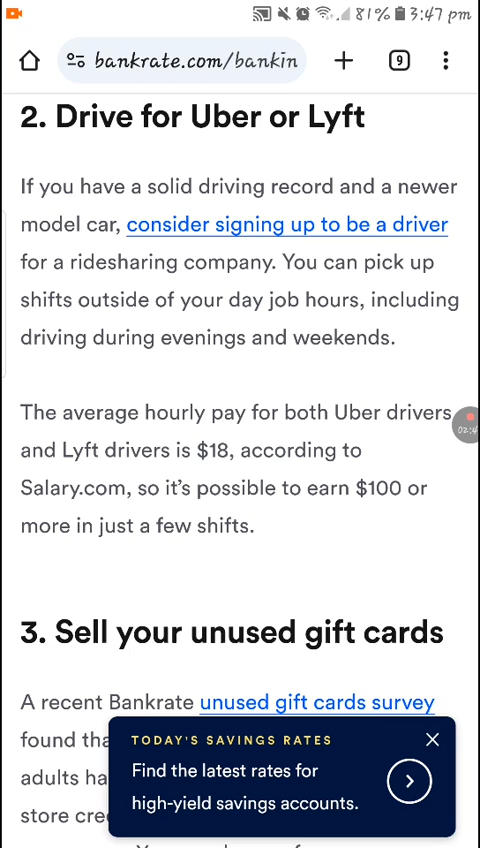 81% 3:47 pm
bankrate.com/bankin
9
2. Drive for Uber or Lyft
If you have a solid driving record and a newer
model car, consider signing up to be a driver
for a ridesharing company. You can pick up
shifts outside of your day job hours, including
driving during evenings and weekends.
The average hourly pay for both Uber drivers
and Lyft drivers is $18, according to
Salary.com, so it’s possible to earn $100 or
more in just a few shifts.
02:4
3. Sell your unused gift cards
A recent Bankrate unused gift cards survey
found tha
adults ha
store cre
TODAY'S SAVINGS RATES
Find the latest rates for
high-yield savings accounts.